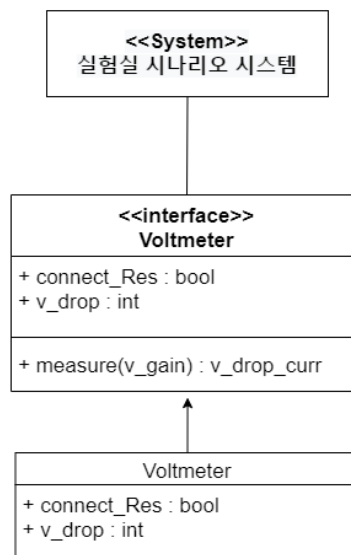 <<System>>
실험실 시나리오 시스템
<<interface>>
Voltmeter
+ connect_Res : bool
+ v_drop : int
+ measure(v_gain) : v_drop_curr
Voltmeter
+ connect_Res : bool
+ v_drop : int